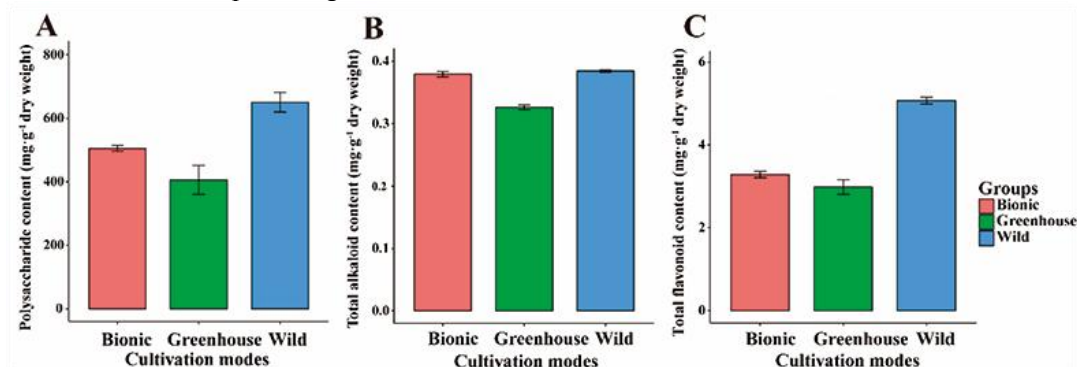 A
Polysaccharide content (mg·g⁻¹ dry weight)
800
600
400
200
0
Bionic Greenhouse Wild
Cultivation modes
B
Total alkaloid content (mg·g⁻¹ dry weight)
0.4
0.3
0.2
0.1
0.0
Bionic Greenhouse Wild
Cultivation modes
C
Total flavonoid content (mg·g⁻¹ dry weight)
6
4
2
0
Bionic Greenhouse Wild
Cultivation modes
Groups
Bionic
Greenhouse
Wild